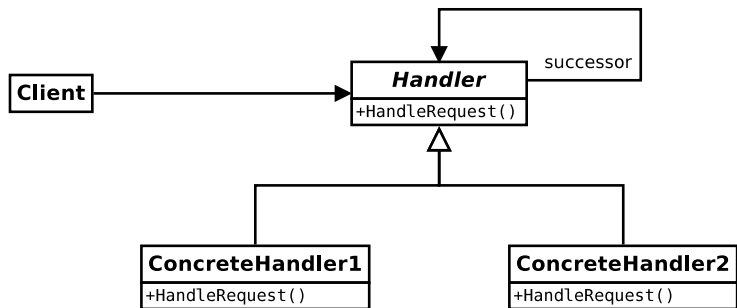 successor
Handler
Client
+HandleRequest()
ConcreteHandler1
+HandleRequest()
ConcreteHandler2
+HandleRequest()